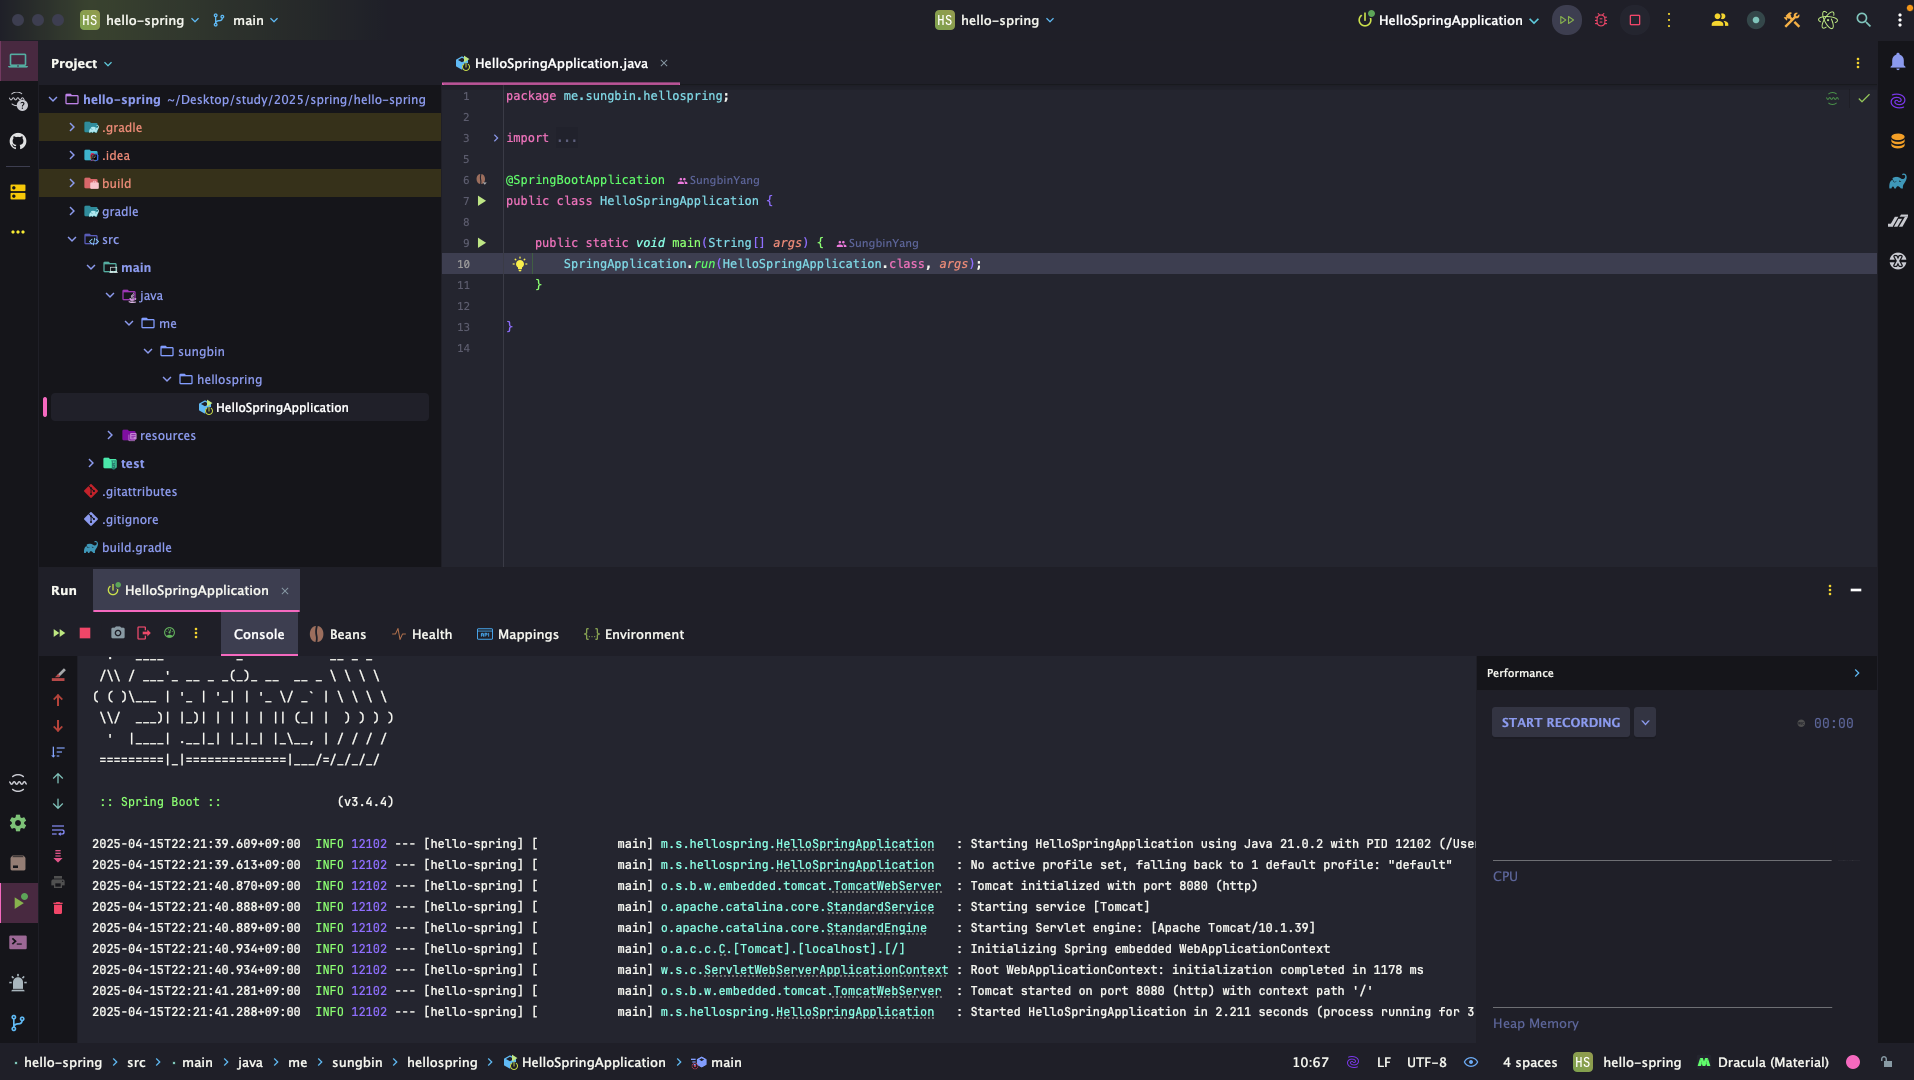 HS hello-spring main
HS hello-spring
HelloSpringApplication
Project
HelloSpringApplication.java
hello-spring ~/Desktop/study/2025/spring/hello-spring
.gradle
.idea
build
gradle
src
main
java
me
sungbin
hellospring
HelloSpringApplication
resources
test
.gitattributes
.gitignore
build.gradle
1 package me.sungbin.hellospring;
2
3 import ...
5
6 @SpringBootApplication SungbinYang
7 public class HelloSpringApplication {
8
9 public static void main(String[] args) { SungbinYang
10 SpringApplication.run(HelloSpringApplication.class, args);
11 }
12
13 }
14
Run HelloSpringApplication
Console Beans Health Mappings Environment
/\\ / ___'_ __ _ _(_)_ __  __ _ \ \ \ \
( ( )\___ | '_ | '_| | '_ \/ _` | \ \ \ \
\\/  ___)| |_)| | | | | || (_| |  ) ) ) )
'  |____| .__|_| |_|_| |_\__, | / / / /
=========|_|==============|___/=/_/_/_/
:: Spring Boot :: (v3.4.4)
2025-04-15T22:21:39.609+09:00 INFO 12102 --- [hello-spring] [ main] m.s.hellospring.HelloSpringApplication : Starting HelloSpringApplication using Java 21.0.2 with PID 12102 (/Use
2025-04-15T22:21:39.613+09:00 INFO 12102 --- [hello-spring] [ main] m.s.hellospring.HelloSpringApplication : No active profile set, falling back to 1 default profile: "default"
2025-04-15T22:21:40.870+09:00 INFO 12102 --- [hello-spring] [ main] o.s.b.w.embedded.tomcat.TomcatWebServer : Tomcat initialized with port 8080 (http)
2025-04-15T22:21:40.888+09:00 INFO 12102 --- [hello-spring] [ main] o.apache.catalina.core.StandardService : Starting service [Tomcat]
2025-04-15T22:21:40.889+09:00 INFO 12102 --- [hello-spring] [ main] o.apache.catalina.core.StandardEngine : Starting Servlet engine: [Apache Tomcat/10.1.39]
2025-04-15T22:21:40.934+09:00 INFO 12102 --- [hello-spring] [ main] o.a.c.c.C.[Tomcat].[localhost].[/] : Initializing Spring embedded WebApplicationContext
2025-04-15T22:21:40.934+09:00 INFO 12102 --- [hello-spring] [ main] w.s.c.ServletWebServerApplicationContext : Root WebApplicationContext: initialization completed in 1178 ms
2025-04-15T22:21:41.281+09:00 INFO 12102 --- [hello-spring] [ main] o.s.b.w.embedded.tomcat.TomcatWebServer : Tomcat started on port 8080 (http) with context path '/'
2025-04-15T22:21:41.288+09:00 INFO 12102 --- [hello-spring] [ main] m.s.hellospring.HelloSpringApplication : Started HelloSpringApplication in 2.211 seconds (process running for 3
Performance
START RECORDING 00:00
CPU
Heap Memory
hello-spring > src > main > java > me > sungbin > hellospring > HelloSpringApplication > main
10:67 LF UTF-8 4 spaces HS hello-spring Dracula (Material)